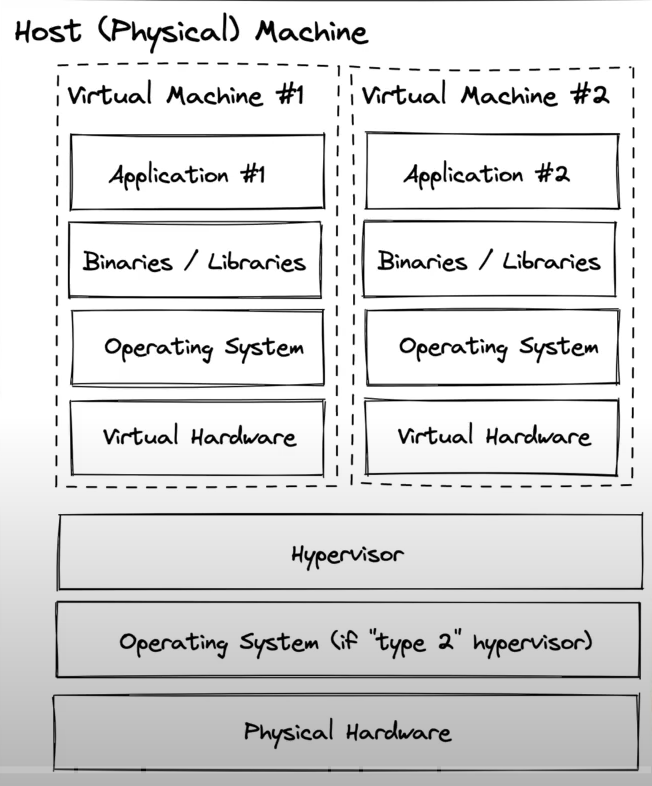 Host (Physical) Machine
Virtual Machine #1
Application #1
Binaries / Libraries
Operating System
Virtual Hardware
Virtual Machine #2
Application #2
Binaries / Libraries
Operating System
Virtual Hardware
Hypervisor
Operating System (if "type 2" hypervisor)
Physical Hardware